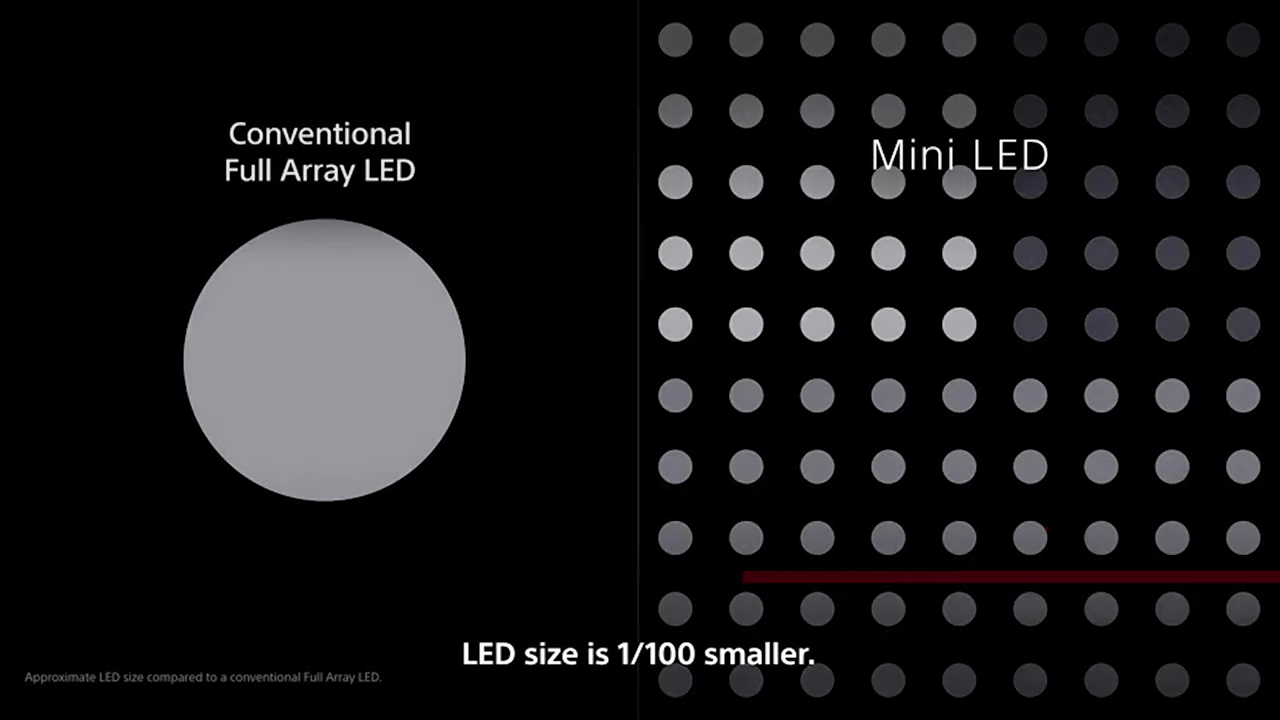 Conventional
Full Array LED
Mini LED
LED size is 1/100 smaller.
Approximate LED size compared to a conventional Full Array LED.